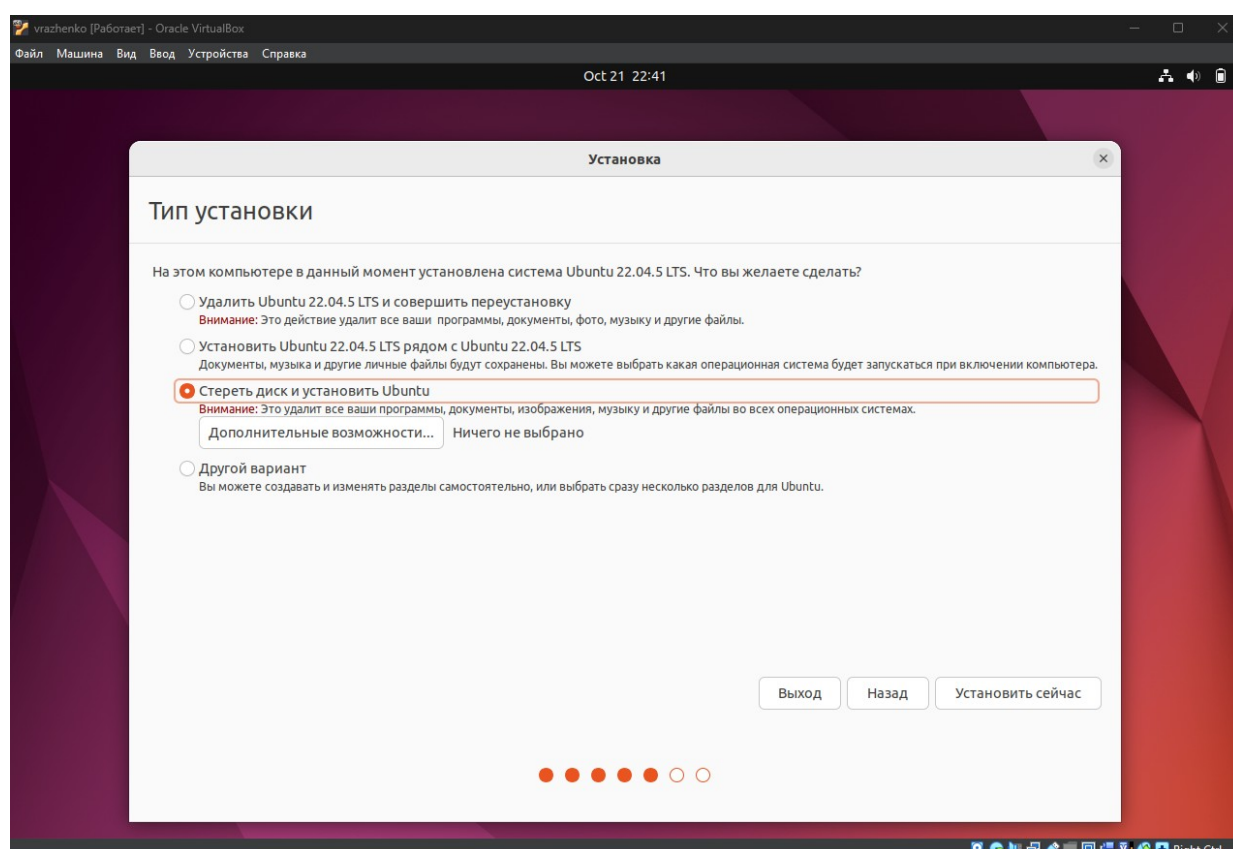 vrazhenko [Работает] - Oracle VirtualBox
Файл Машина Вид Ввод Устройства Справка
Oct 21 22:41
Установка
Тип установки
На этом компьютере в данный момент установлена система Ubuntu 22.04.5 LTS. Что вы желаете сделать?
Удалить Ubuntu 22.04.5 LTS и совершить переустановку
Внимание: Это действие удалит все ваши программы, документы, фото, музыку и другие файлы.
Установить Ubuntu 22.04.5 LTS рядом с Ubuntu 22.04.5 LTS
Документы, музыка и другие личные файлы будут сохранены. Вы можете выбрать какая операционная система будет запускаться при включении компьютера.
Стереть диск и установить Ubuntu
Внимание: Это удалит все ваши программы, документы, изображения, музыку и другие файлы во всех операционных системах.
Дополнительные возможности... Ничего не выбрано
Другой вариант
Вы можете создавать и изменять разделы самостоятельно, или выбрать сразу несколько разделов для Ubuntu.
Выход Назад Установить сейчас
Right Ctrl